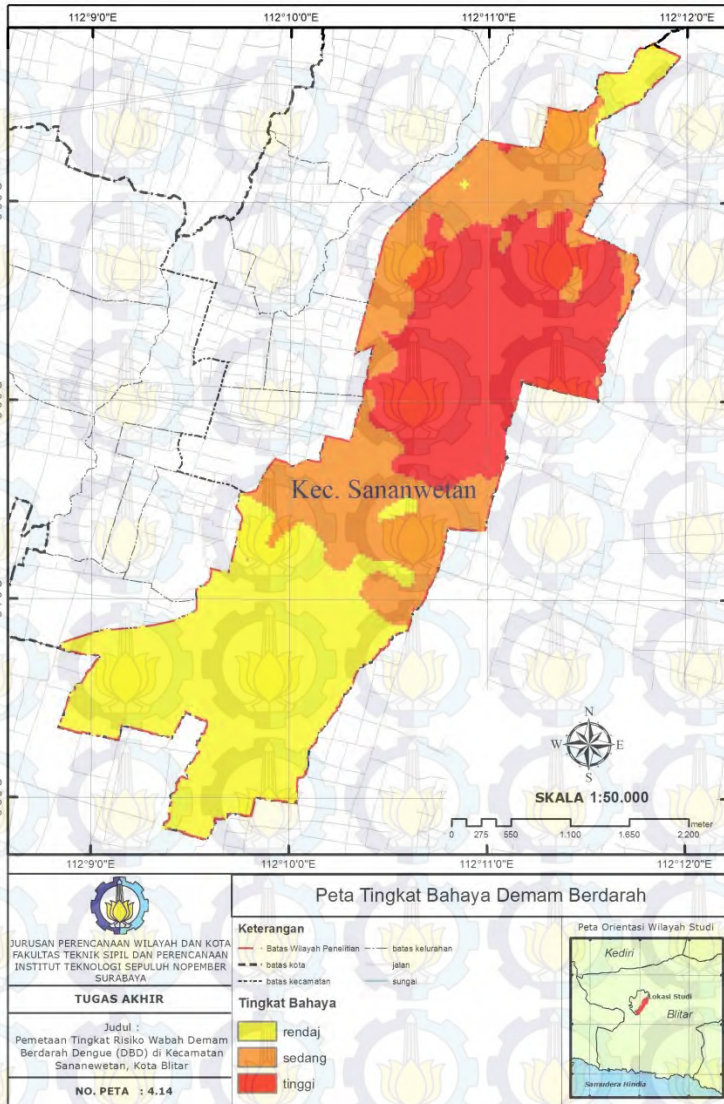 112°9'0"E 112°10'0"E 112°11'0"E 112°12'0"E
Kec. Sananwetan
N
W E
S
SKALA 1:50.000
meter
0 275 550 1.100 1.650 2.200
112°9'0"E 112°10'0"E 112°11'0"E 112°12'0"E
JURUSAN PERENCANAAN WILAYAH DAN KOTA
FAKULTAS TEKNIK SIPIL DAN PERENCANAAN
INSTITUT TEKNOLOGI SEPULUH NOPEMBER
SURABAYA
TUGAS AKHIR
Judul :
Pemetaan Tingkat Risiko Wabah Demam
Berdarah Dengue (DBD) di Kecamatan
Sananewetan, Kota Blitar
NO. PETA : 4.14
Peta Tingkat Bahaya Demam Berdarah
Keterangan
Batas Wilayah Penelitian batas kelurahan
batas kota jalan
batas kecamatan sungai
Tingkat Bahaya
rendaj
sedang
tinggi
Peta Orientasi Wilayah Studi
Kediri
Lokasi Studi
Blitar
Samudera Hindia